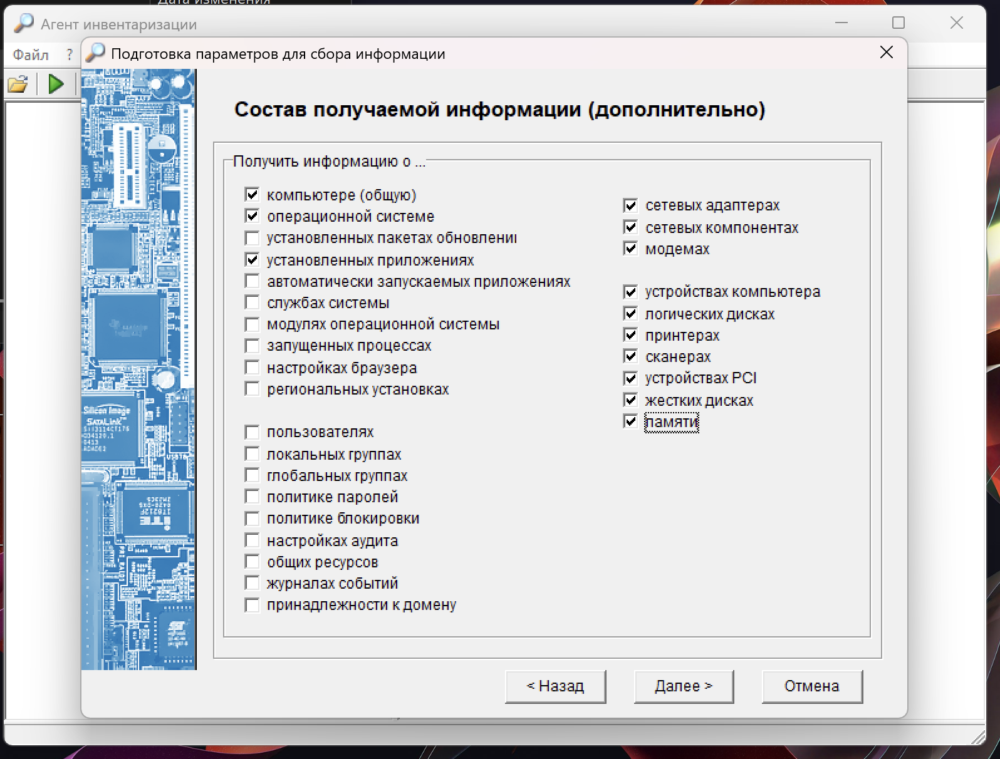 Дата изменения
Агент инвентаризации
Файл ?
Подготовка параметров для сбора информации
Состав получаемой информации (дополнительно)
Получить информацию о ...
компьютере (общую)
операционной системе
установленных пакетах обновлени
установленных приложениях
автоматически запускаемых приложениях
службах системы
модулях операционной системы
запущенных процессах
настройках браузера
региональных установках
пользователях
локальных группах
глобальных группах
политике паролей
политике блокировки
настройках аудита
общих ресурсов
журналах событий
принадлежности к домену
сетевых адаптерах
сетевых компонентах
модемах
устройствах компьютера
логических дисках
принтерах
сканерах
устройствах PCI
жестких дисках
памяти
Silicon Image
SATALink™
< Назад
Далее >
Отмена